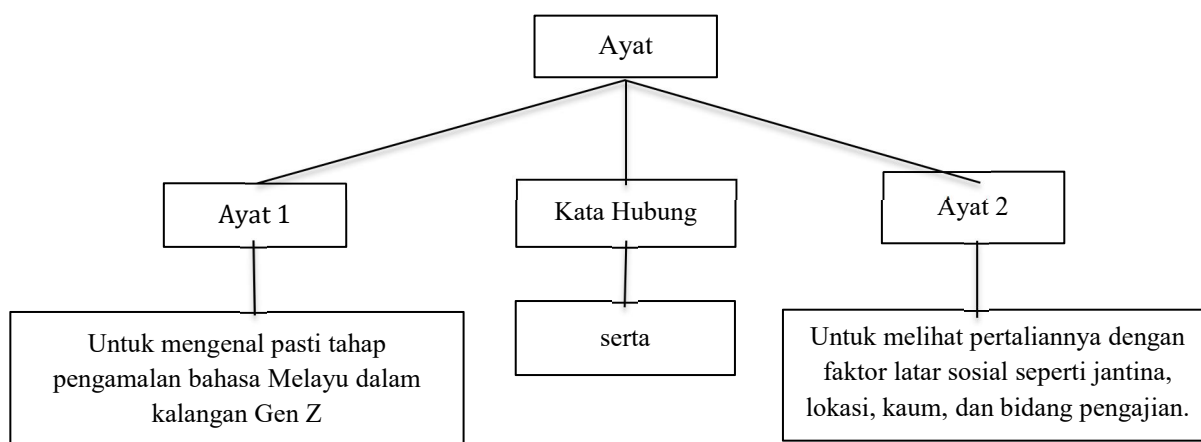 Ayat
Ayat 1
Kata Hubung
Ayat 2
Untuk mengenal pasti tahap
pengamalan bahasa Melayu dalam
kalangan Gen Z
serta
Untuk melihat pertaliannya dengan
faktor latar sosial seperti jantina,
lokasi, kaum, dan bidang pengajian.